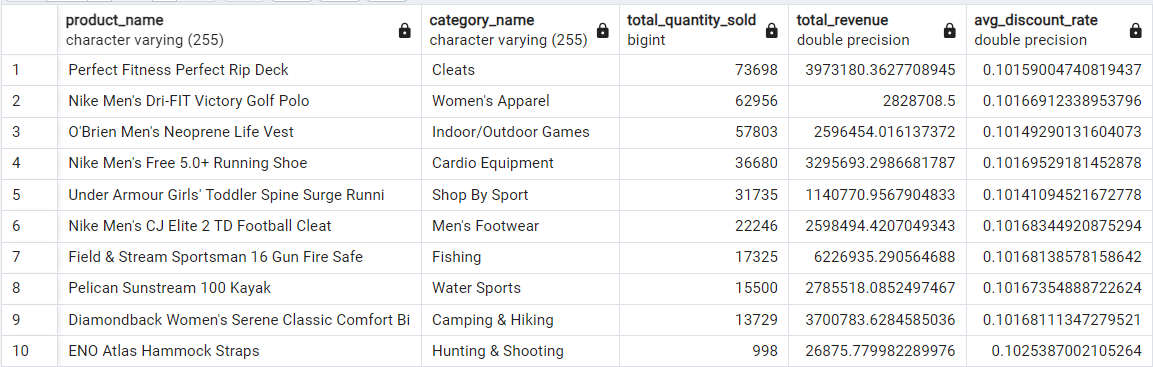 product_name category_name total_quantity_sold total_revenue avg_discount_rate
character varying (255) character varying (255) bigint double precision double precision
1 Perfect Fitness Perfect Rip Deck Cleats 73698 3973180.3627708945 0.10159004740819437
2 Nike Men's Dri-FIT Victory Golf Polo Women's Apparel 62956 2828708.5 0.10166912338953796
3 O'Brien Men's Neoprene Life Vest Indoor/Outdoor Games 57803 2596454.016137372 0.10149290131604073
4 Nike Men's Free 5.0+ Running Shoe Cardio Equipment 36680 3295693.2986681787 0.10169529181452878
5 Under Armour Girls' Toddler Spine Surge Runni Shop By Sport 31735 1140770.9567904833 0.10141094521672778
6 Nike Men's CJ Elite 2 TD Football Cleat Men's Footwear 22246 2598494.4207049343 0.10168344920875294
7 Field & Stream Sportsman 16 Gun Fire Safe Fishing 17325 6226935.290564688 0.10168138578158642
8 Pelican Sunstream 100 Kayak Water Sports 15500 2785518.0852497467 0.10167354888722624
9 Diamondback Women's Serene Classic Comfort Bi Camping & Hiking 13729 3700783.6284585036 0.10168111347279521
10 ENO Atlas Hammock Straps Hunting & Shooting 998 26875.779982289976 0.1025387002105264